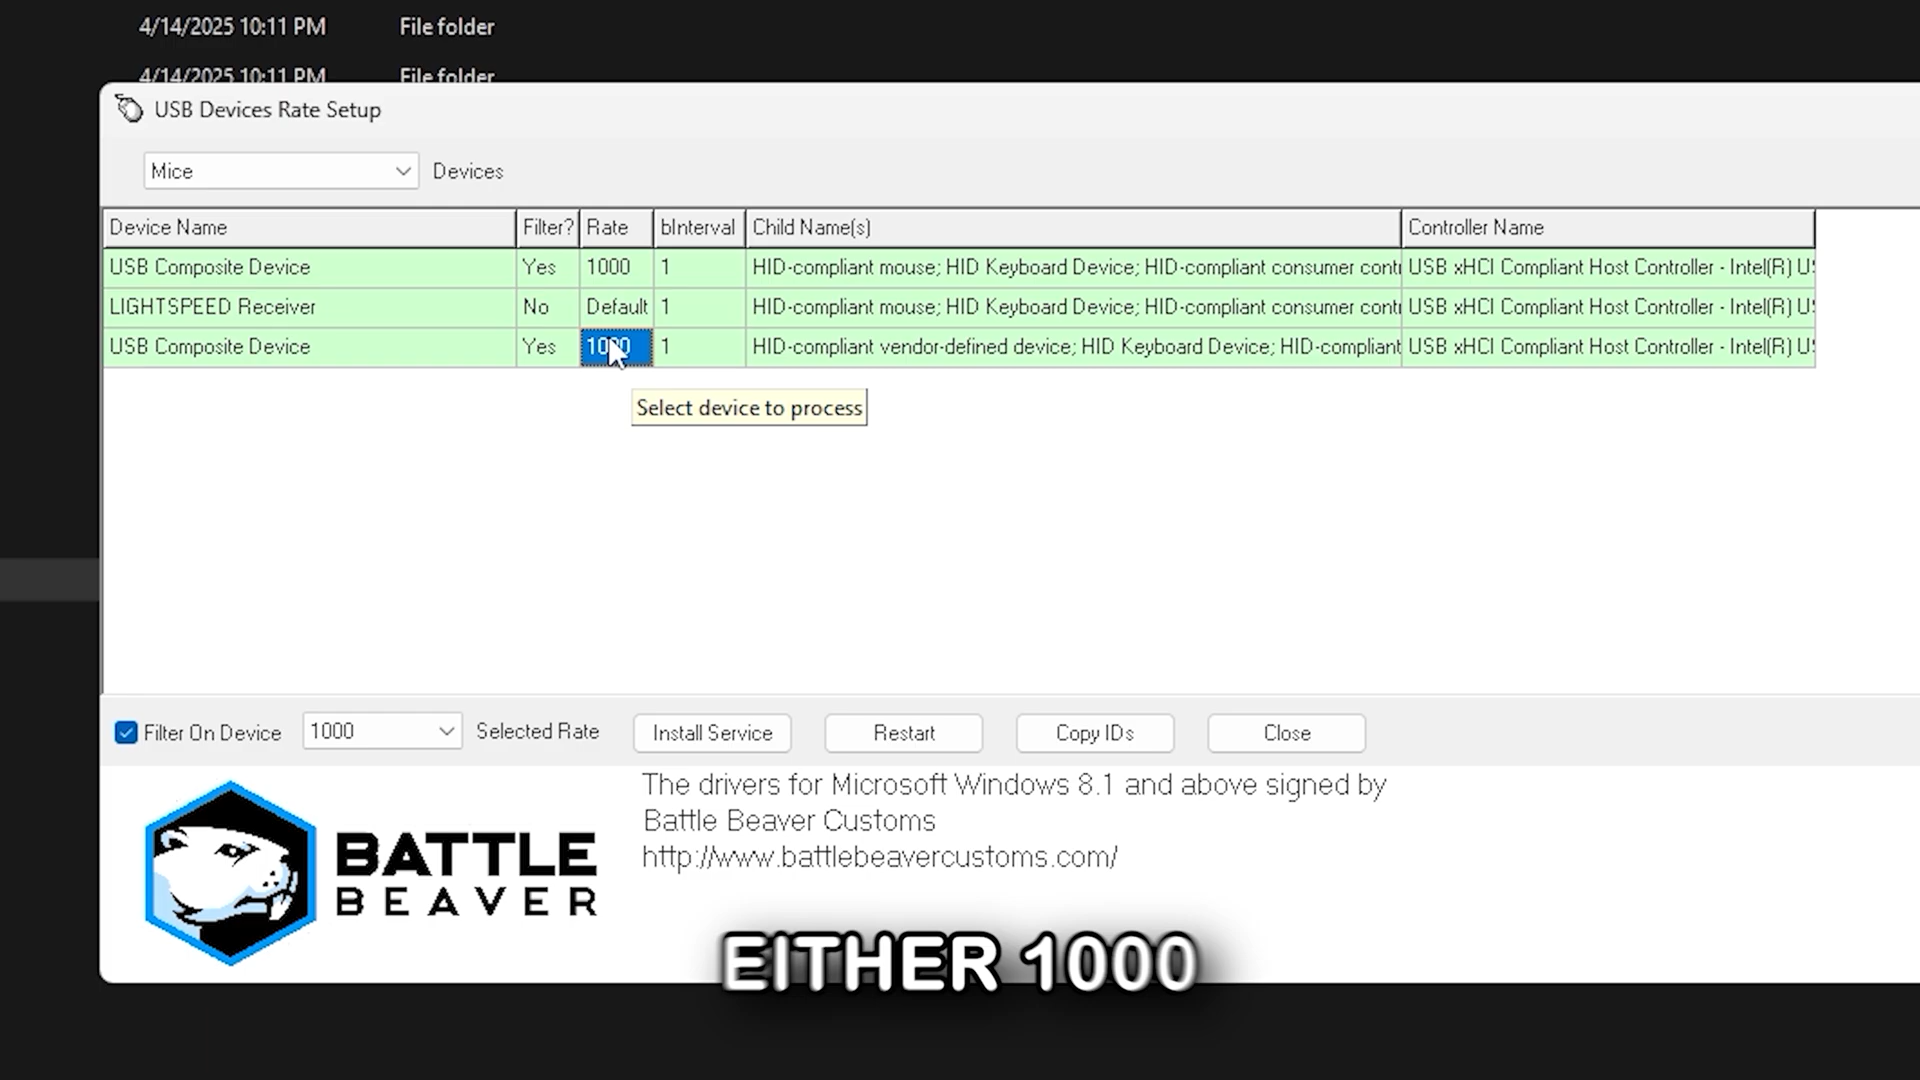 4/14/2025 10:11 PM File folder
4/14/2025 10:11 PM File folder
USB Devices Rate Setup
Mice Devices
Device Name Filter? Rate bInterval Child Name(s) Controller Name
USB Composite Device Yes 1000 1 HID-compliant mouse; HID Keyboard Device; HID-compliant consumer cont USB xHCI Compliant Host Controller - Intel(R) U
LIGHTSPEED Receiver No Default 1 HID-compliant mouse; HID Keyboard Device; HID-compliant consumer cont USB xHCI Compliant Host Controller - Intel(R) U
USB Composite Device Yes 1000 1 HID-compliant vendor-defined device; HID Keyboard Device; HID-compliant USB xHCI Compliant Host Controller - Intel(R) U
Select device to process
Filter On Device 1000 Selected Rate Install Service Restart Copy IDs Close
The drivers for Microsoft Windows 8.1 and above signed by
Battle Beaver Customs
http://www.battlebeavercustoms.com/
BATTLE
BEAVER
EITHER 1000